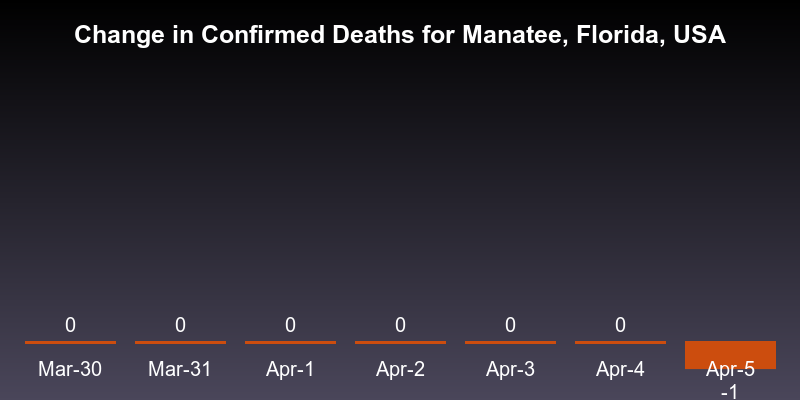 Change in Confirmed Deaths for Manatee, Florida, USA
0 0 0 0 0 0
Mar-30 Mar-31 Apr-1 Apr-2 Apr-3 Apr-4 Apr-5
-1